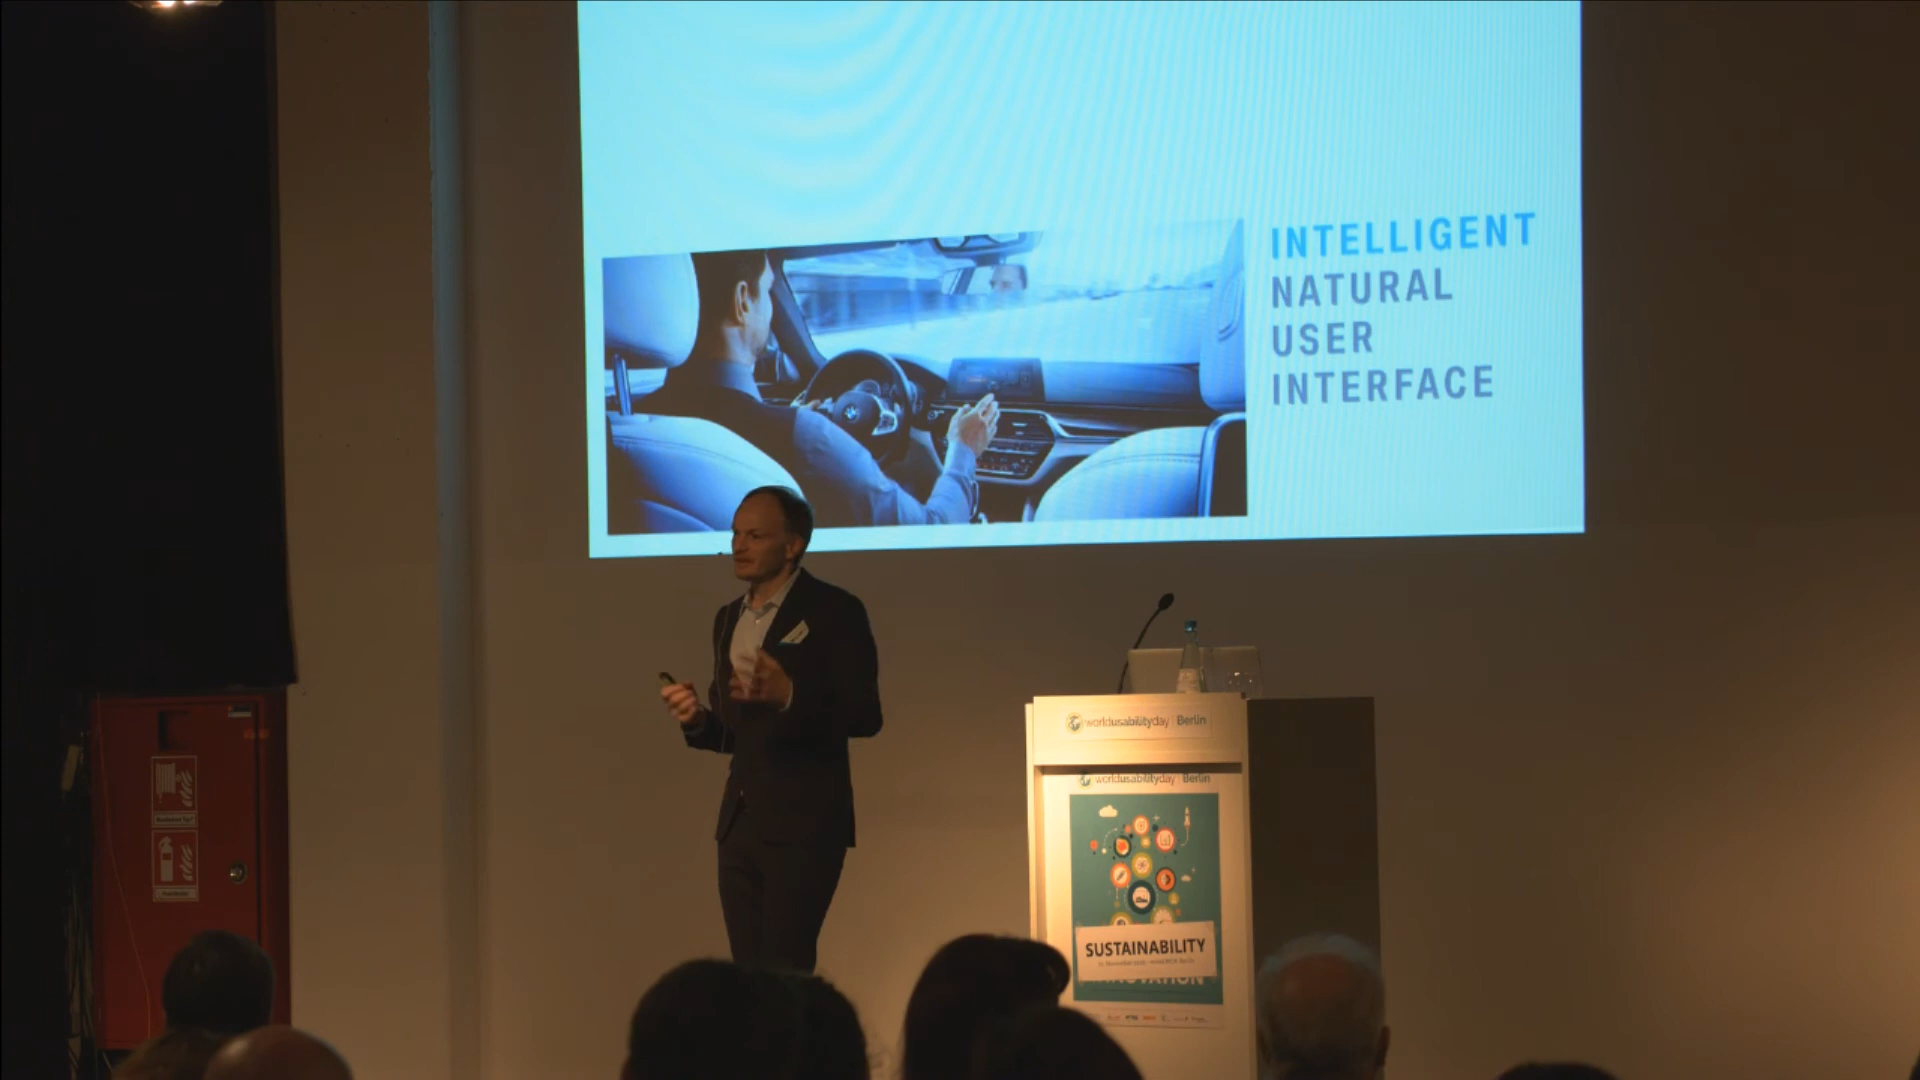 INTELLIGENT
NATURAL
USER
INTERFACE
worldusabilityday Berlin
worldusabilityday Berlin
SUSTAINABILITY